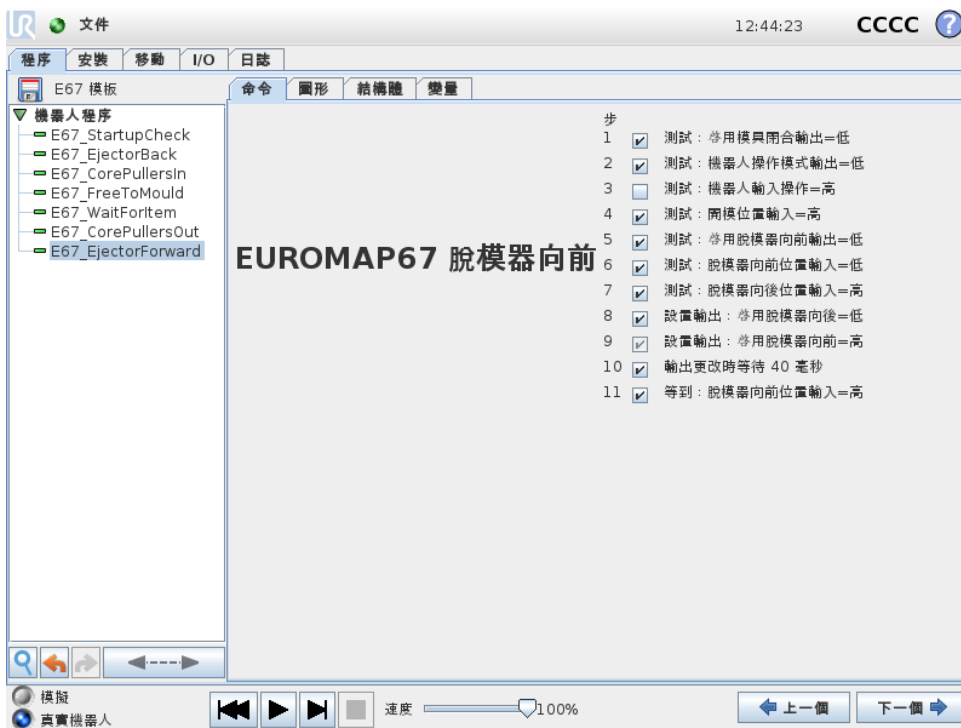 UR 文件 12:44:23 CCCC ?
程序 安裝 移動 I/O 日誌
E67 模板
命令 圖形 結構體 變量
機器人程序
E67_StartupCheck
E67_EjectorBack
E67_CorePullersIn
E67_FreeToMould
E67_WaitForItem
E67_CorePullersOut
E67_EjectorForward
EUROMAP67 脫模器向前
步
1 測試：啓用模具閉合輸出=低
2 測試：機器人操作模式輸出=低
3 測試：機器人輸入操作=高
4 測試：開模位置輸入=高
5 測試：啓用脫模器向前輸出=低
6 測試：脫模器向前位置輸入=低
7 測試：脫模器向後位置輸入=高
8 設置輸出：啓用脫模器向後=低
9 設置輸出：啓用脫模器向前=高
10 輸出更改時等待 40 毫秒
11 等到：脫模器向前位置輸入=高
模擬
真實機器人
速度 100%
上一個 下一個